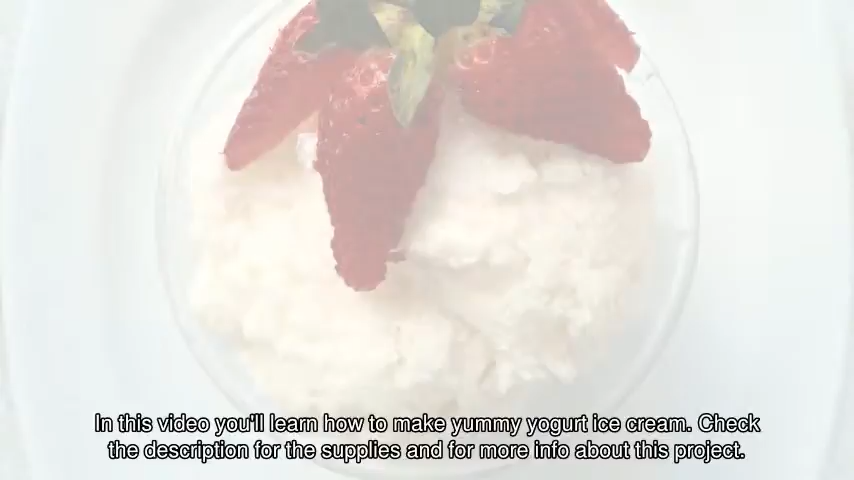 In this video you'll learn how to make yummy yogurt ice cream. Check
the description for the supplies and for more info about this project.